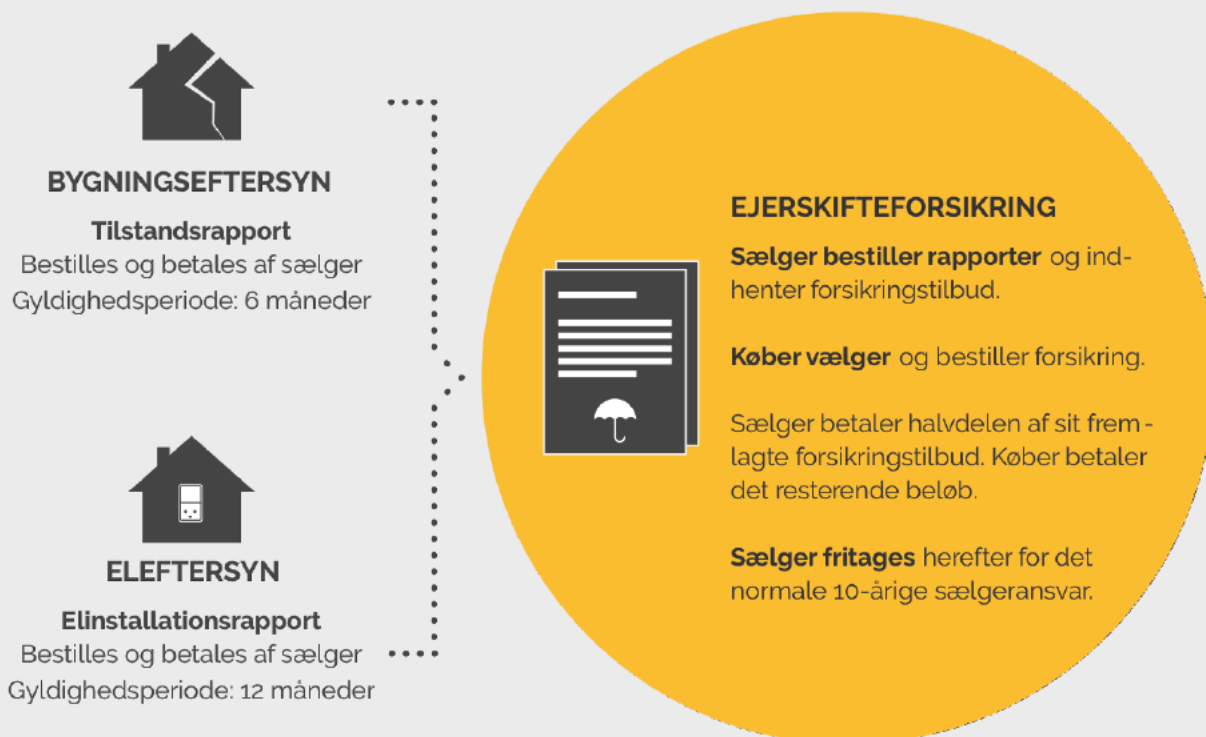 BYGNINGSEFTERSYN
Tilstandsrapport
Bestilles og betales af sælger
Gyldighedsperiode: 6 måneder
ELEFTERSYN
Elinstallationsrapport
Bestilles og betales af sælger
Gyldighedsperiode: 12 måneder
EJERSKIFTEFORSIKRING
Sælger bestiller rapporter og ind-
henter forsikringstilbud.
Køber vælger og bestiller forsikring.
Sælger betaler halvdelen af sit frem-
lagte forsikringstilbud. Køber betaler
det resterende beløb.
Sælger fritages herefter for det
normale 10-årige sælgeransvar.